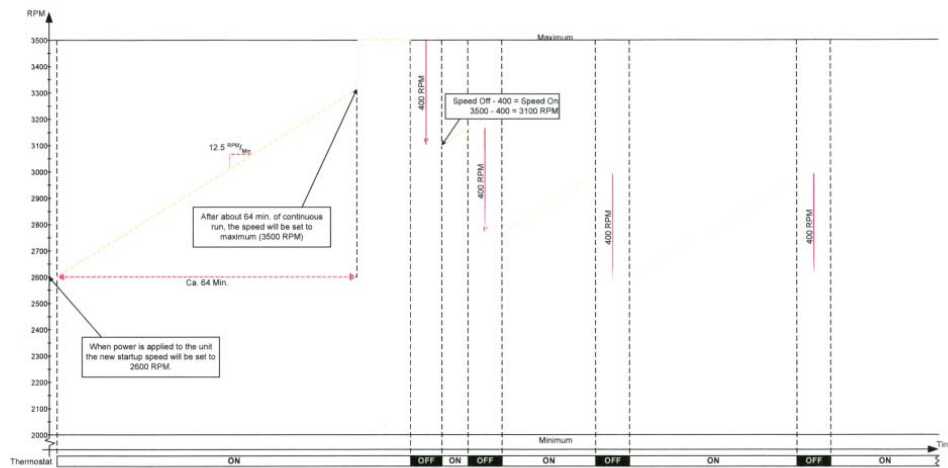 RPM
3500
3400
3300
3200
3100
3000
2900
2800
2700
2600
2500
2400
2300
2200
2100
2000
Maximum
400 RPM
Speed Off - 400 = Speed On
3500 - 400 = 3100 RPM
12.5 RPM/Min
400 RPM
400 RPM
400 RPM
After about 64 min. of continuous
run, the speed will be set to
maximum (3500 RPM)
Ca. 64 Min.
When power is applied to the unit
the new startup speed will be set to
2600 RPM.
Minimum
Tim
Thermostat ON OFF ON OFF ON OFF ON OFF ON